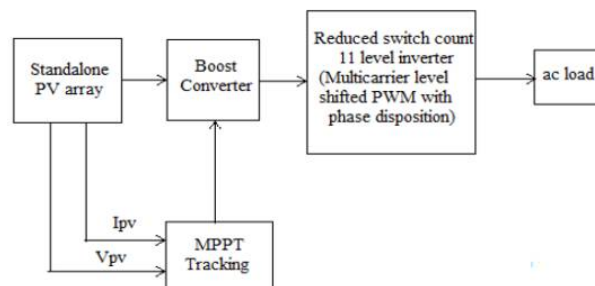 Standalone
PV array
Boost
Converter
Reduced switch count
11 level inverter
(Multicarrier level
shifted PWM with
phase disposition)
ac load
Ipv
Vpv
MPPT
Tracking